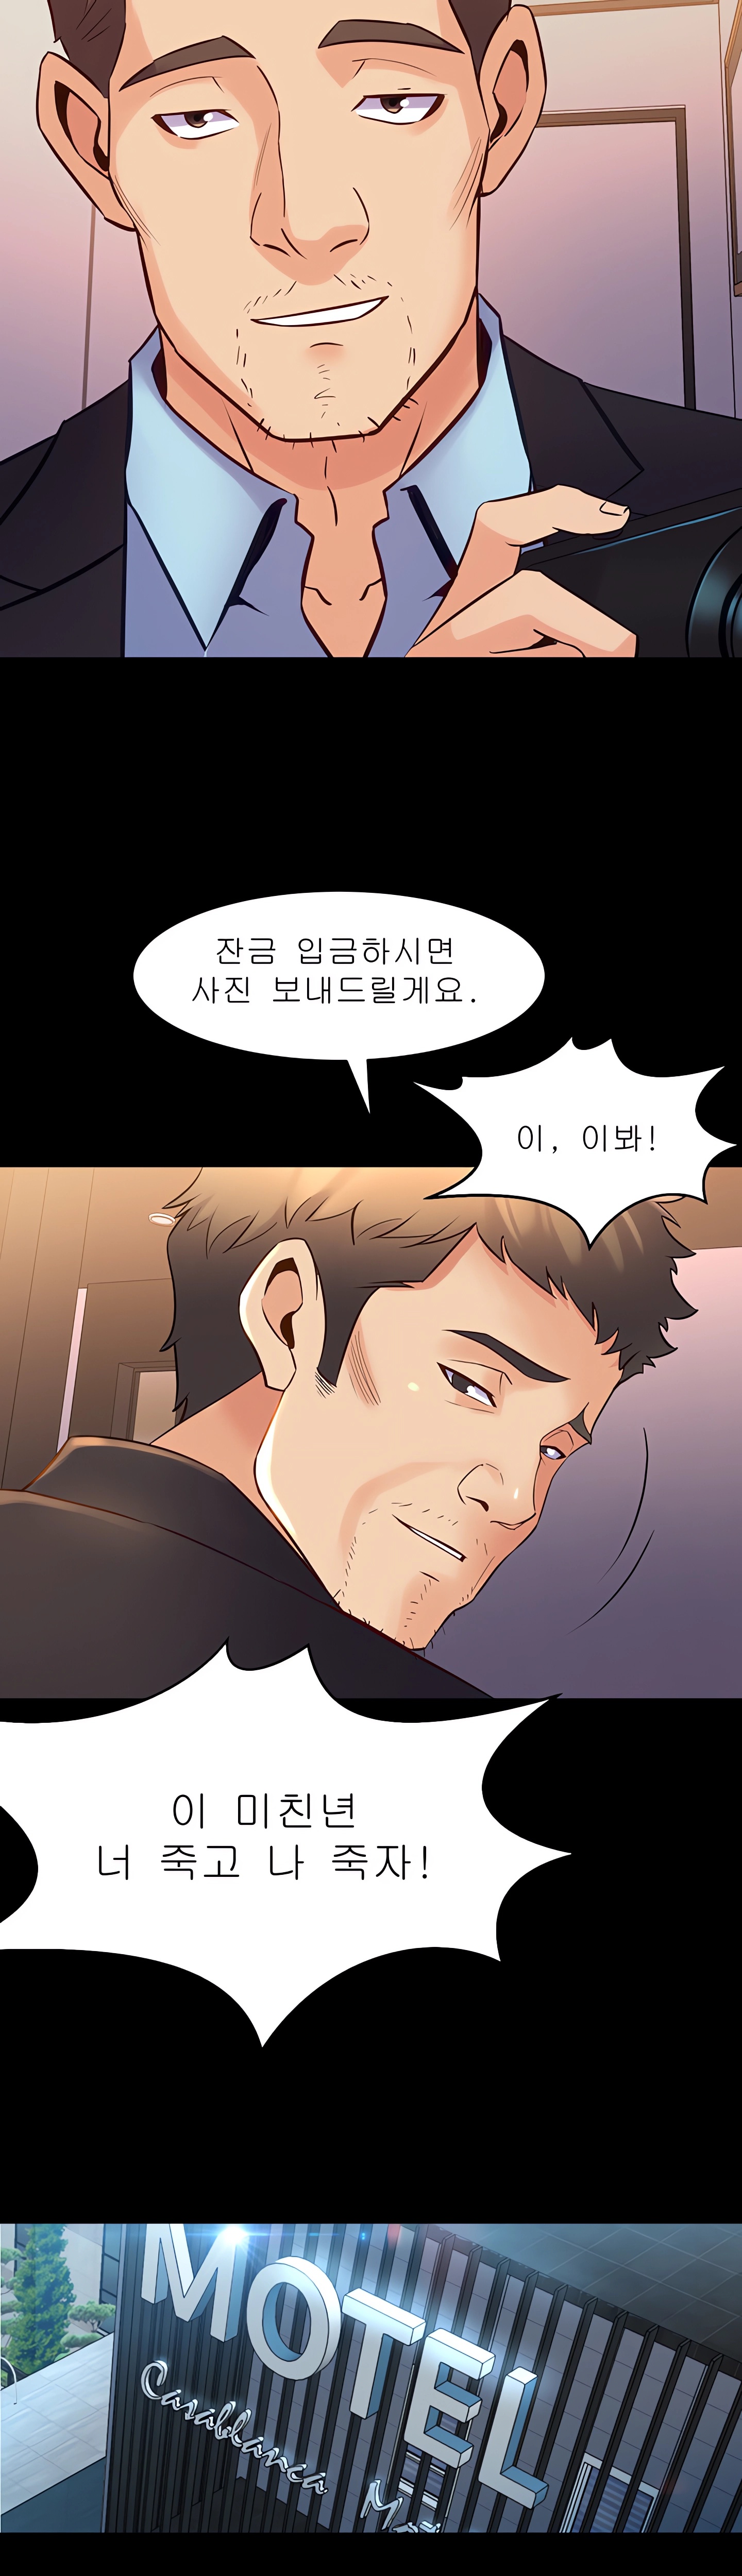 잔금 입금하시면
사진 보내드릴게요.
이, 이봐!
이 미친년
너 죽고 나 죽자!
MOTEL
Casablanca